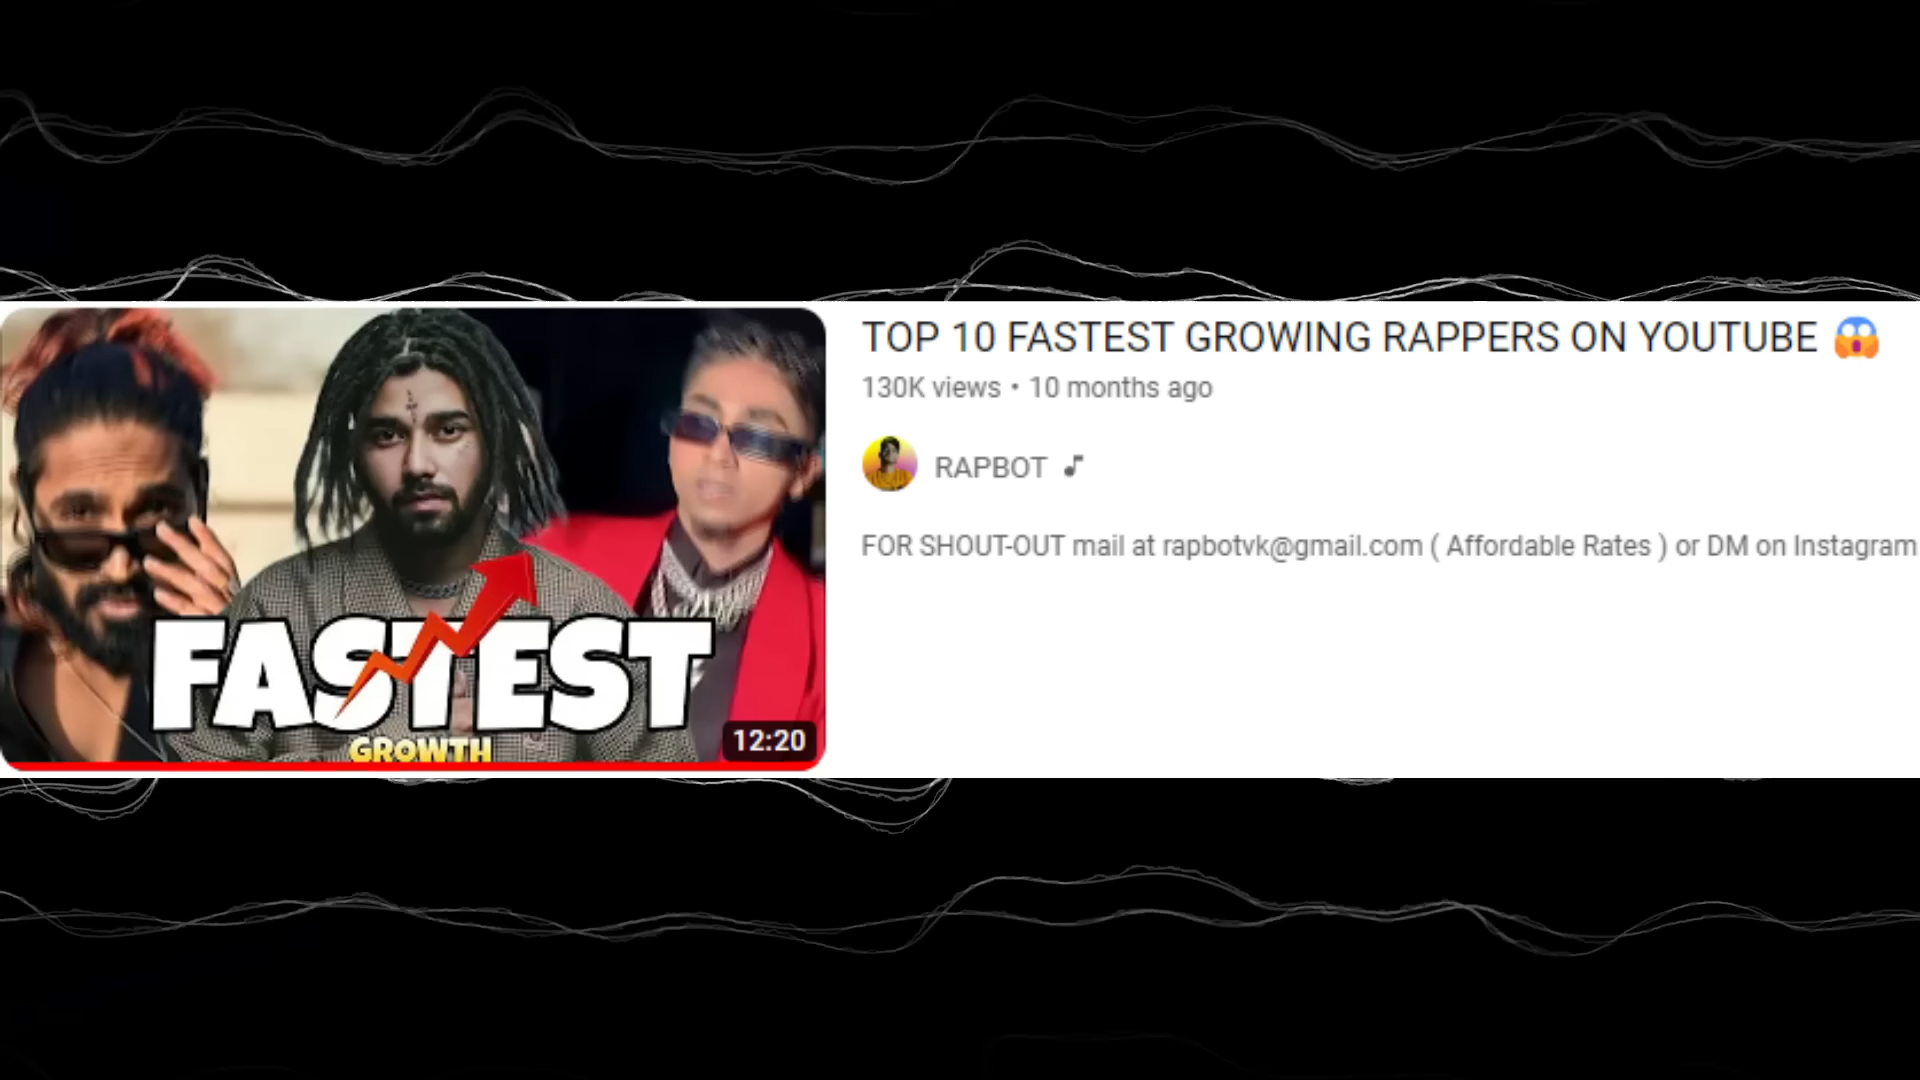 TOP 10 FASTEST GROWING RAPPERS ON YOUTUBE 😱
130K views • 10 months ago
RAPBOT
FOR SHOUT-OUT mail at rapbotvk@gmail.com ( Affordable Rates ) or DM on Instagram
FASTEST
GROWTH
12:20